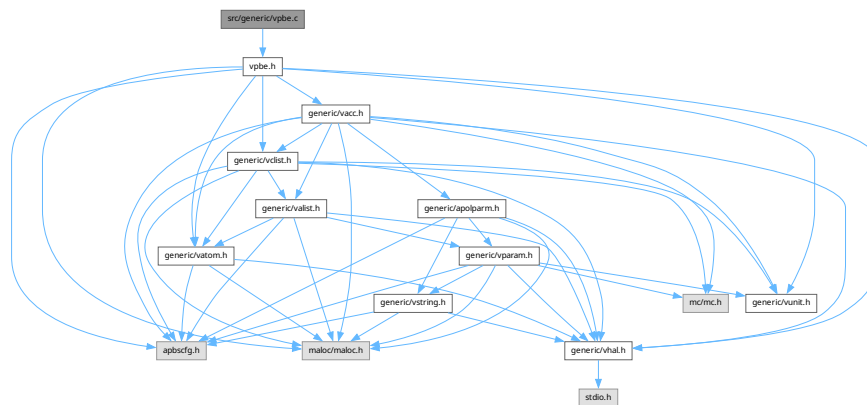 src/generic/vpbe.c
vpbe.h
generic/vacc.h
generic/vclist.h
generic/valist.h
generic/apolparm.h
generic/vatom.h
generic/vparam.h
generic/vstring.h
mc/mc.h
generic/vunit.h
apbscfg.h
maloc/maloc.h
generic/vhal.h
stdio.h